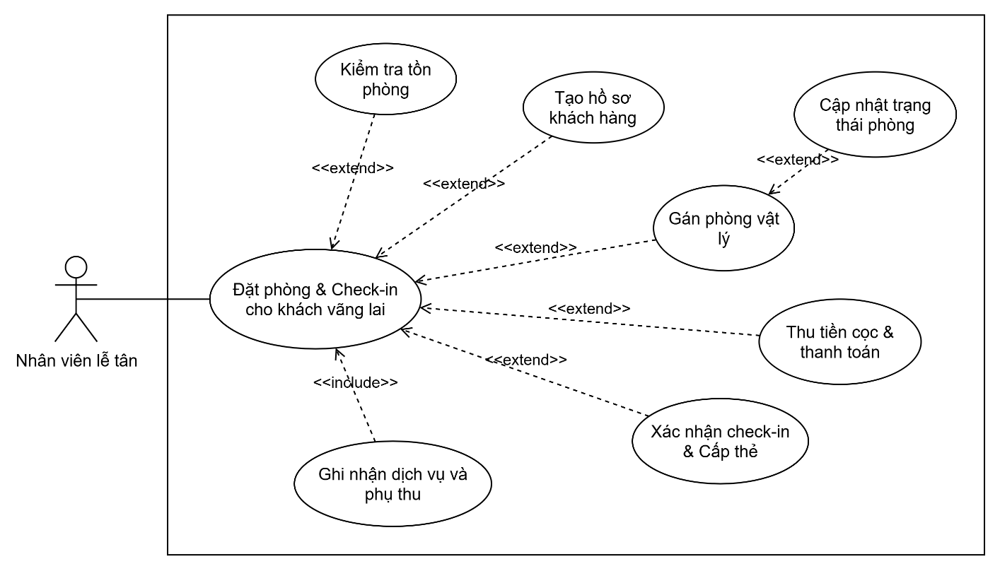 Kiểm tra tồn
phòng
Tạo hồ sơ
khách hàng
Cập nhật trạng
thái phòng
<<extend>>
<<extend>>
<<extend>>
Gán phòng vật
lý
<<extend>>
Đặt phòng & Check-in
cho khách vãng lai
<<extend>>
Thu tiền cọc &
thanh toán
Nhân viên lễ tân
<<extend>>
<<include>>
Xác nhận check-in
& Cấp thẻ
Ghi nhận dịch vụ và
phụ thu